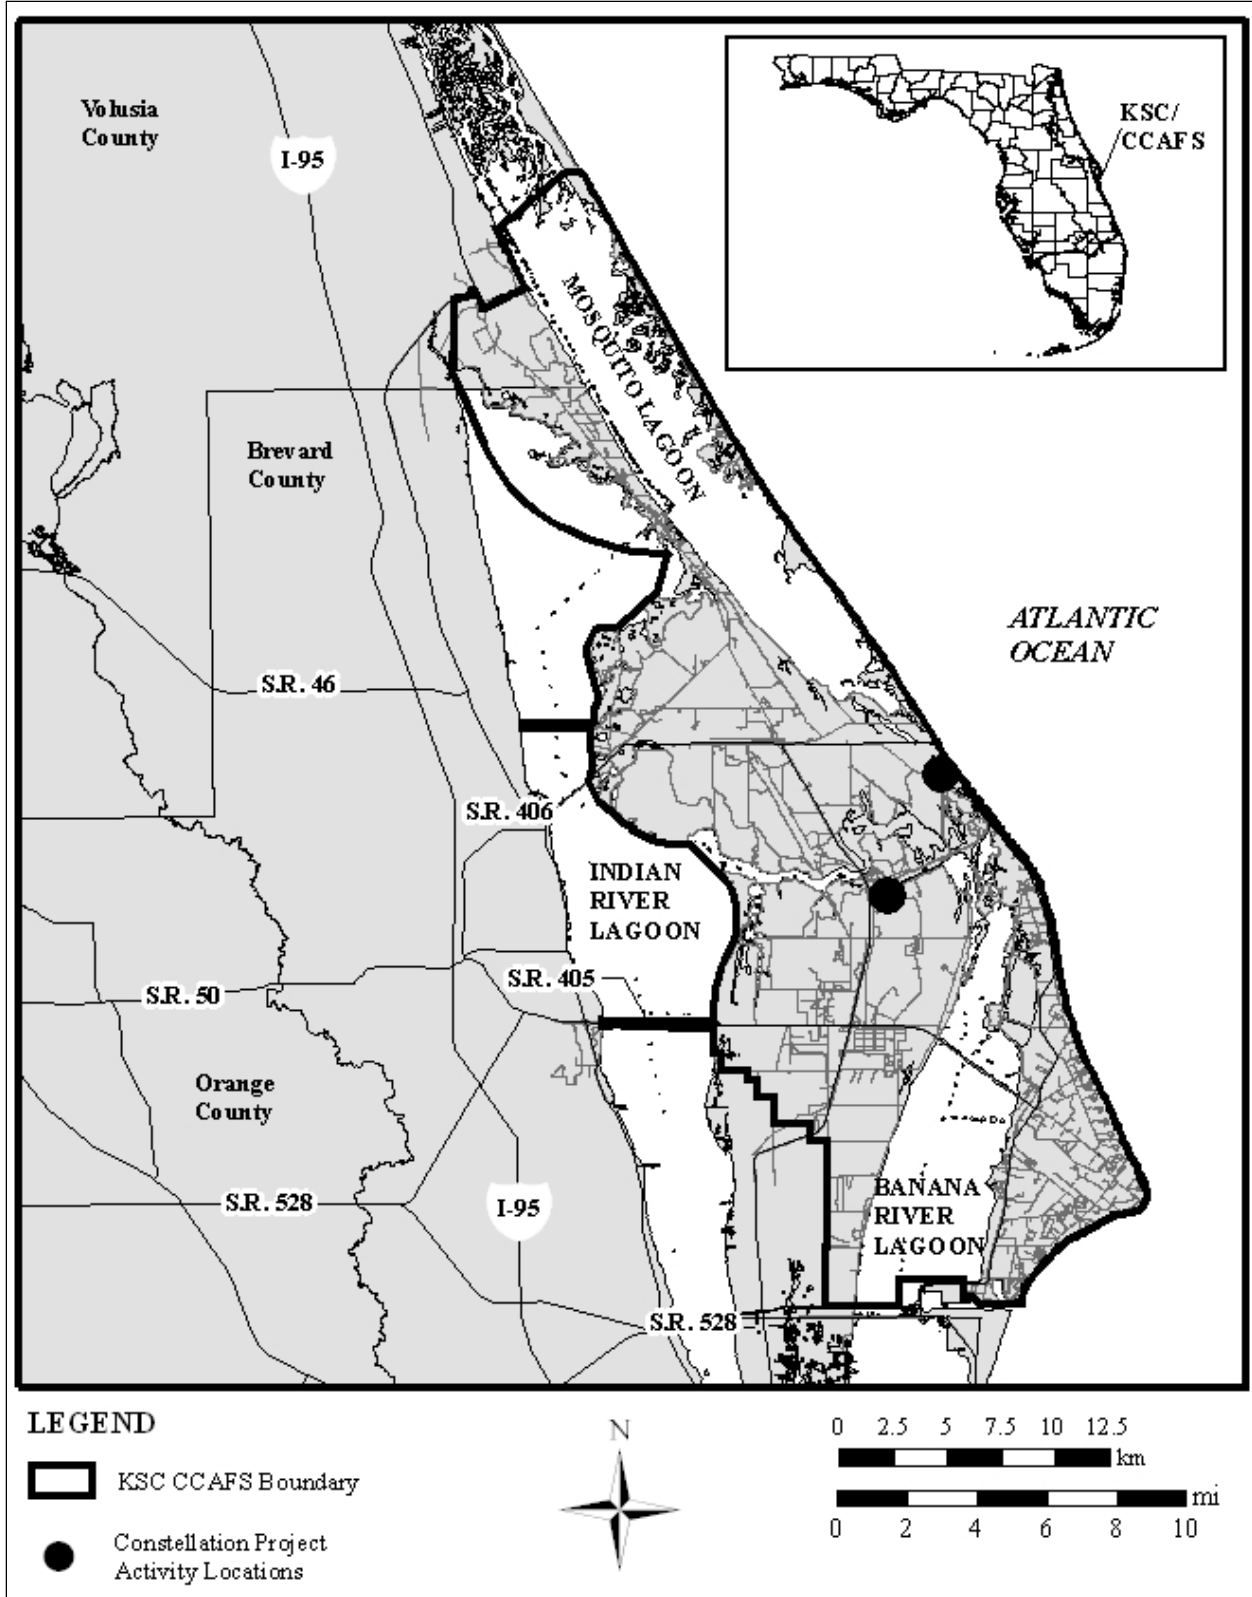 Volusia
County
I-95
KSC/
CCAFS
MOSQUITO LAGOON
Brevard
County
ATLANTIC
OCEAN
S.R. 46
S.R. 406
INDIAN
RIVER
LAGOON
S.R. 405
S.R. 50
Orange
County
S.R. 528
I-95
BANANA
RIVER
LAGOON
S.R. 528
LEGEND
KSC CCAFS Boundary
Constellation Project
Activity Locations
N
0 2.5 5 7.5 10 12.5
km
mi
0 2 4 6 8 10